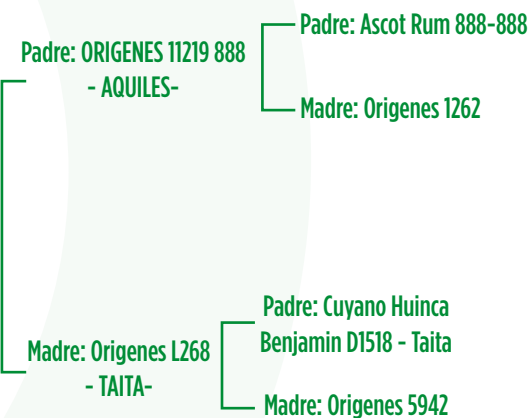 Padre: Ascot Rum 888-888
Padre: ORIGENES 11219 888
- AQUILES-
Madre: Origenes 1262
Padre: Cuyano Huinca
Benjamin D1518 - Taita
Madre: Origenes L268
- TAITA-
Madre: Origenes 5942